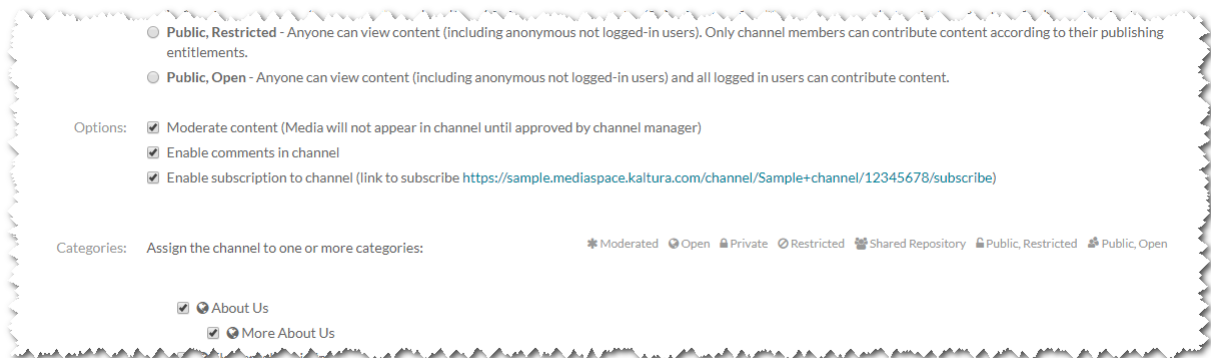 Public, Restricted - Anyone can view content (including anonymous not logged-in users). Only channel members can contribute content according to their publishing
entitlements.
Public, Open - Anyone can view content (including anonymous not logged-in users) and all logged in users can contribute content.
Options: Moderate content (Media will not appear in channel until approved by channel manager)
Enable comments in channel
Enable subscription to channel (link to subscribe https://sample.mediaspace.kaltura.com/channel/Sample+channel/12345678/subscribe)
Categories: Assign the channel to one or more categories: Moderated Open Private Restricted Shared Repository Public, Restricted Public, Open
About Us
More About Us